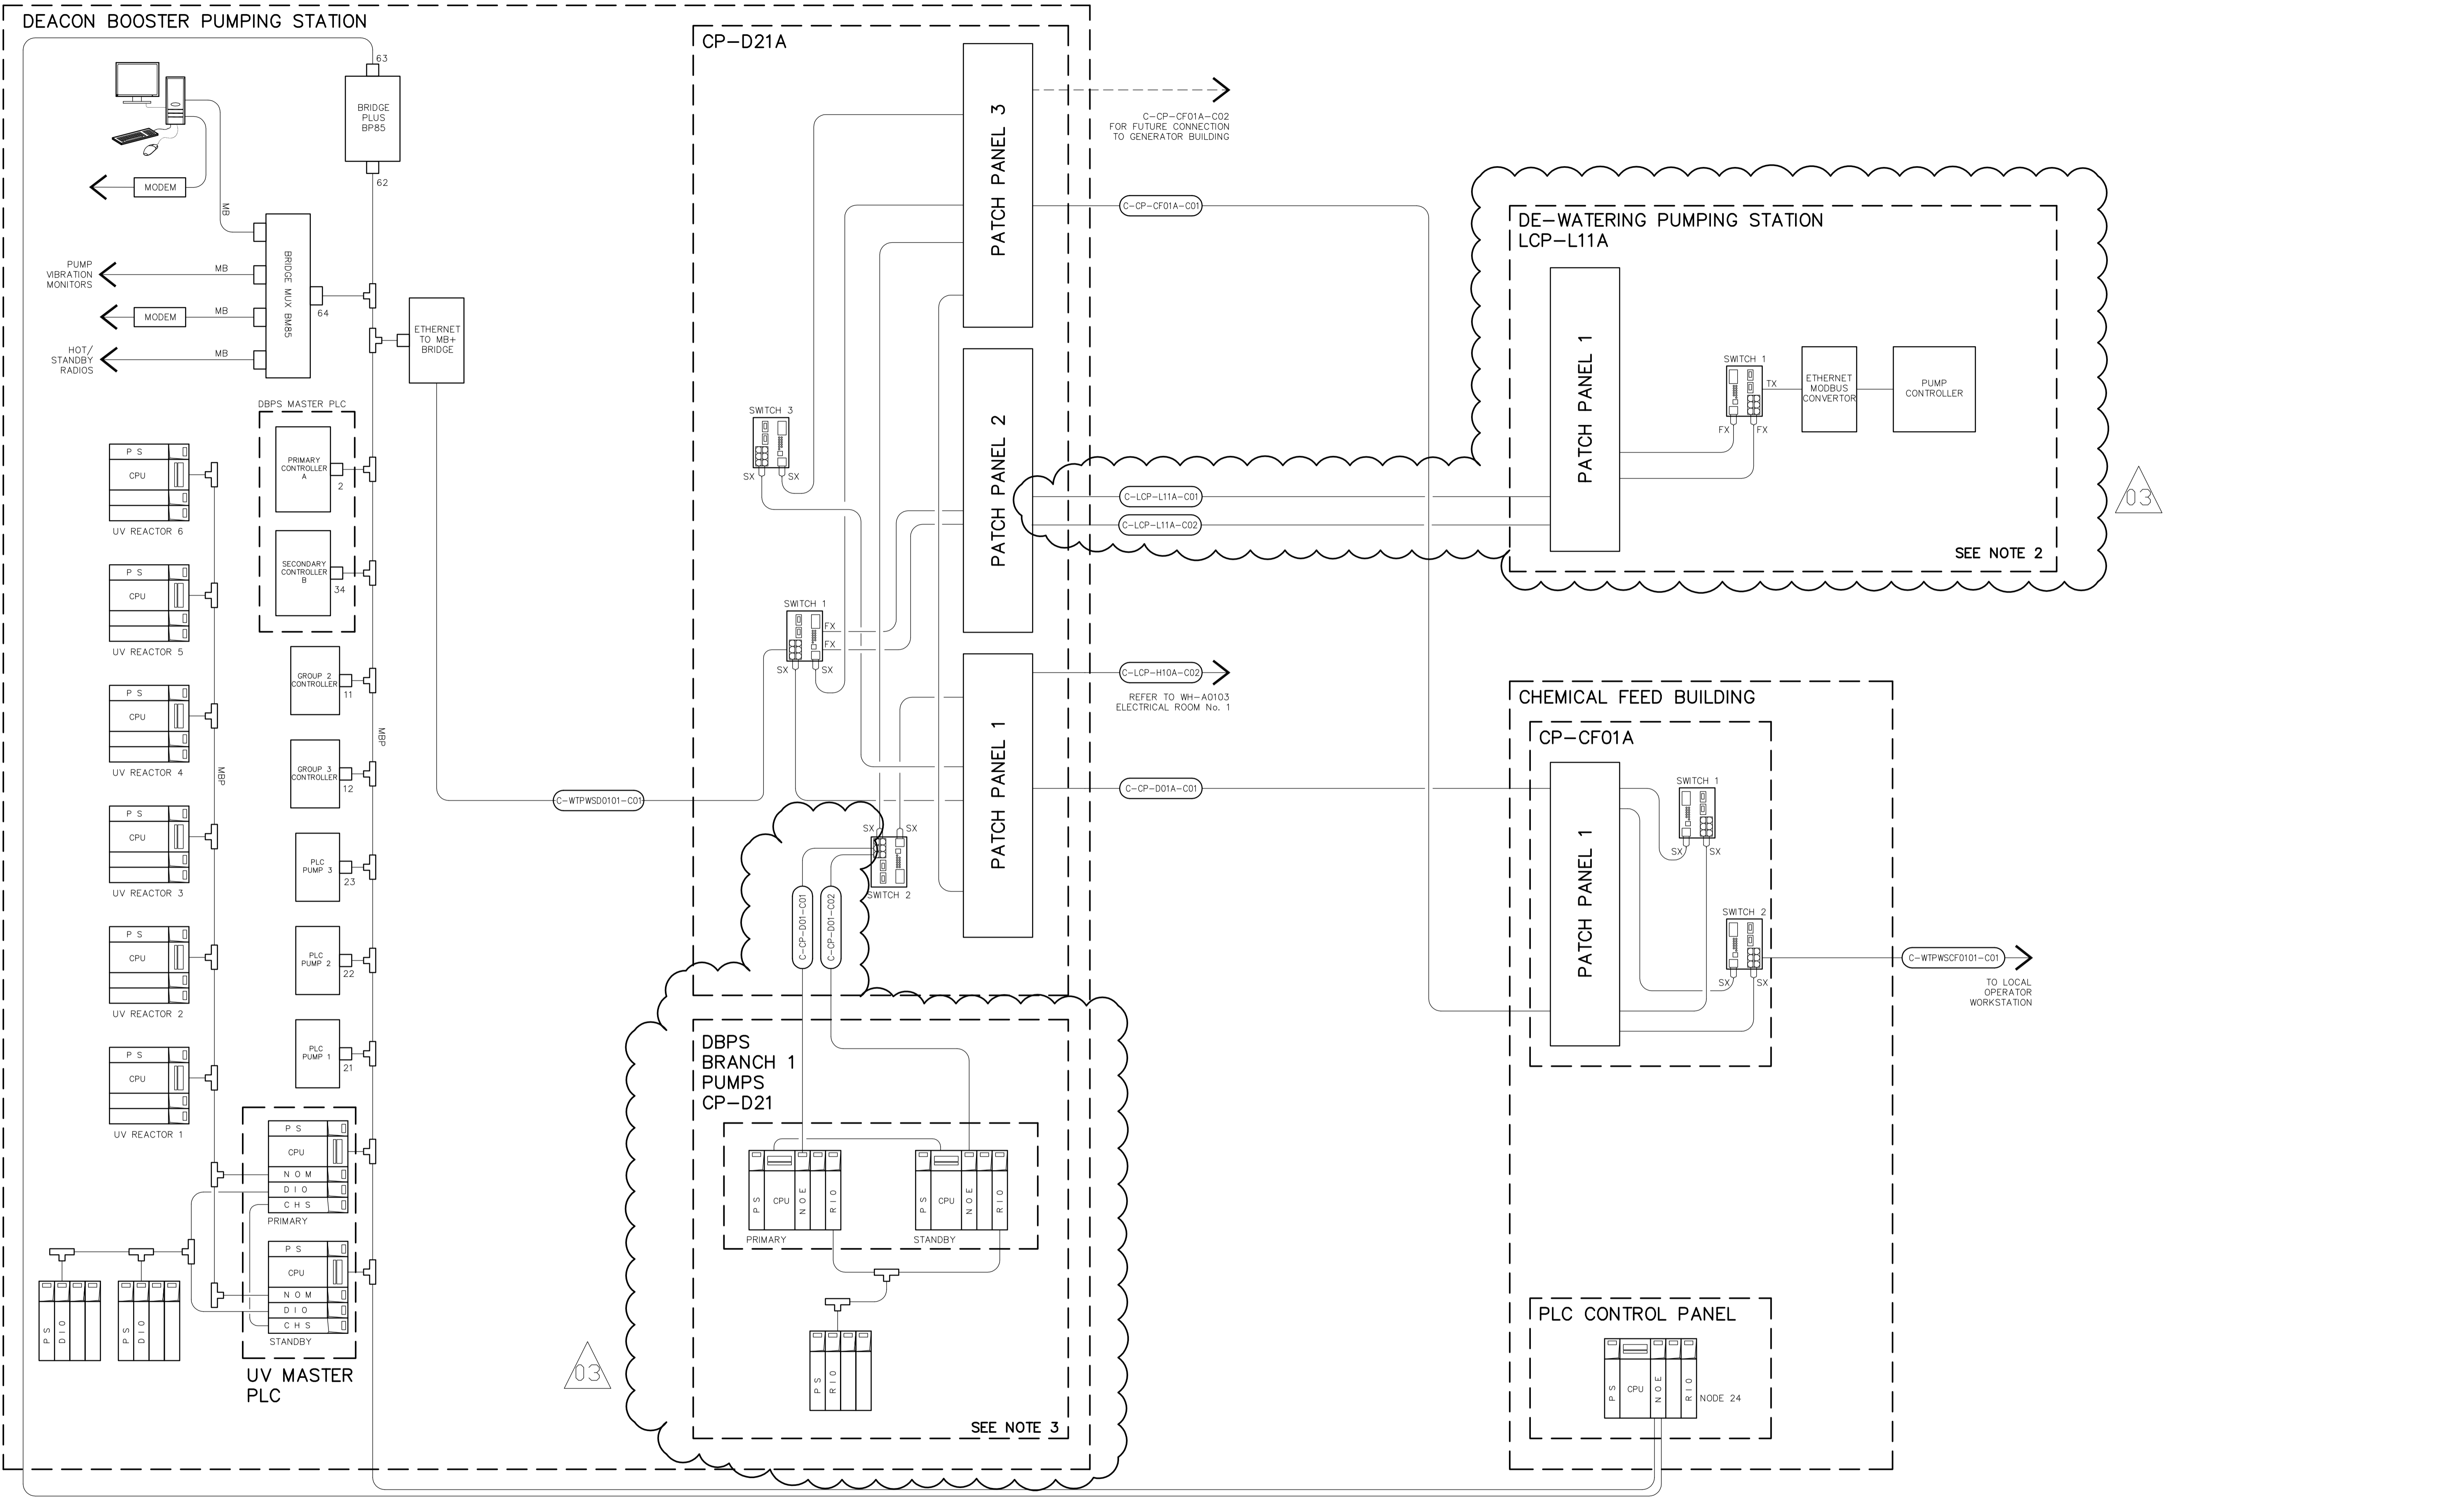 DEACON BOOSTER PUMPING STATION
63
BRIDGE
PLUS
BP85
62
MODEM
MB
PUMP
VIBRATION
MONITORS
MB
MODEM
MB
HOT/
STANDBY
RADIOS
MB
BRIDGE MUX BM85
64
ETHERNET
TO MB+
BRIDGE
DBPS MASTER PLC
PRIMARY
CONTROLLER
A
2
SECONDARY
CONTROLLER
B
34
GROUP 2
CONTROLLER
11
GROUP 3
CONTROLLER
12
MBP
PLC
PUMP 3
23
PLC
PUMP 2
22
PLC
PUMP 1
21
P S
CPU
UV REACTOR 6
P S
CPU
UV REACTOR 5
P S
CPU
UV REACTOR 4
MBP
P S
CPU
UV REACTOR 3
P S
CPU
UV REACTOR 2
P S
CPU
UV REACTOR 1
P S
CPU
N O M
D I O
C H S
PRIMARY
P S
CPU
N O M
D I O
C H S
STANDBY
UV MASTER
PLC
P S
D I O
P S
D I O
C-WTPWSD0101-C01
CP-D21A
PATCH PANEL 3
PATCH PANEL 2
PATCH PANEL 1
SWITCH 3
SX
SX
SWITCH 1
FX
FX
SX
SX
SX
SX
SWITCH 2
C-CP-D01-C01
C-CP-D01-C02
DBPS
BRANCH 1
PUMPS
CP-D21
P S
CPU
N O E
R I O
PRIMARY
P S
CPU
N O E
R I O
STANDBY
P S
R I O
SEE NOTE 3
03
C-CP-CF01A-C02
FOR FUTURE CONNECTION
TO GENERATOR BUILDING
C-CP-CF01A-C01
C-LCP-L11A-C01
C-LCP-L11A-C02
C-LCP-H10A-C02
REFER TO WH-A0103
ELECTRICAL ROOM No. 1
C-CP-D01A-C01
DE-WATERING PUMPING STATION
LCP-L11A
PATCH PANEL 1
SWITCH 1
TX
FX
FX
ETHERNET
MODBUS
CONVERTOR
PUMP
CONTROLLER
SEE NOTE 2
03
CHEMICAL FEED BUILDING
CP-CF01A
PATCH PANEL 1
SWITCH 1
SX
SX
SWITCH 2
SX
SX
C-WTPWSCF0101-C01
TO LOCAL
OPERATOR
WORKSTATION
PLC CONTROL PANEL
P S
CPU
N O E
R I O
NODE 24